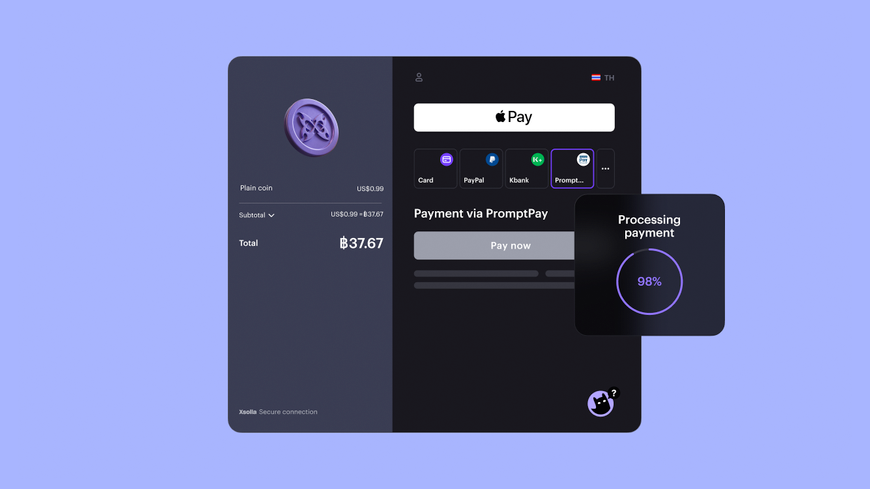 Plain coin
US$0.99
Subtotal
US$0.99 ≈฿37.67
Total
฿37.67
Xsolla Secure connection
TH
Pay
Card
PayPal
Kbank
Prompt...
...
Payment via PromptPay
Pay now
Processing
payment
98%
?